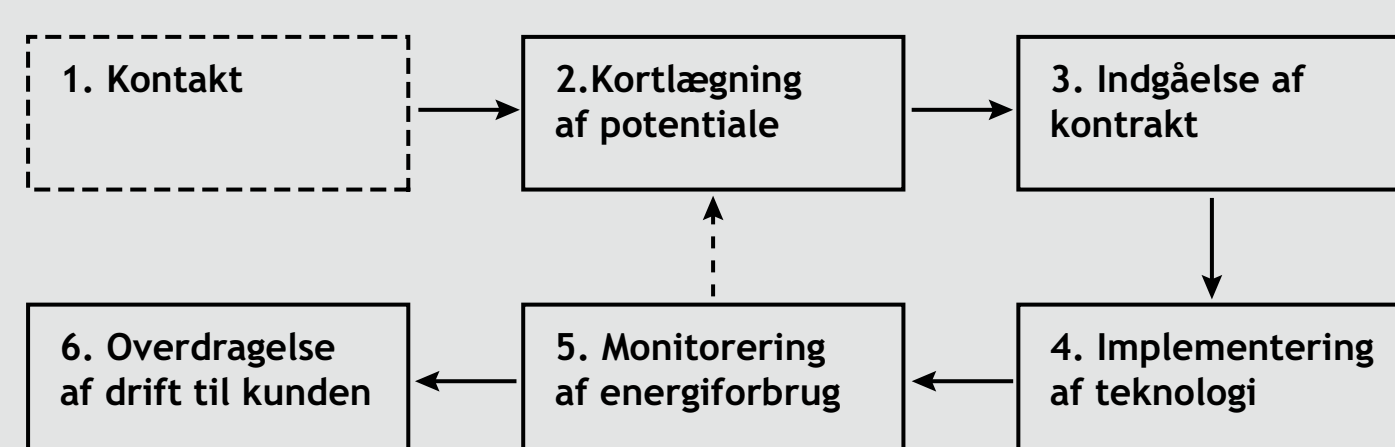 1. Kontakt
2.Kortlægning
af potentiale
3. Indgåelse af
kontrakt
4. Implementering
af teknologi
5. Monitorering
af energiforbrug
6. Overdragelse
af drift til kunden